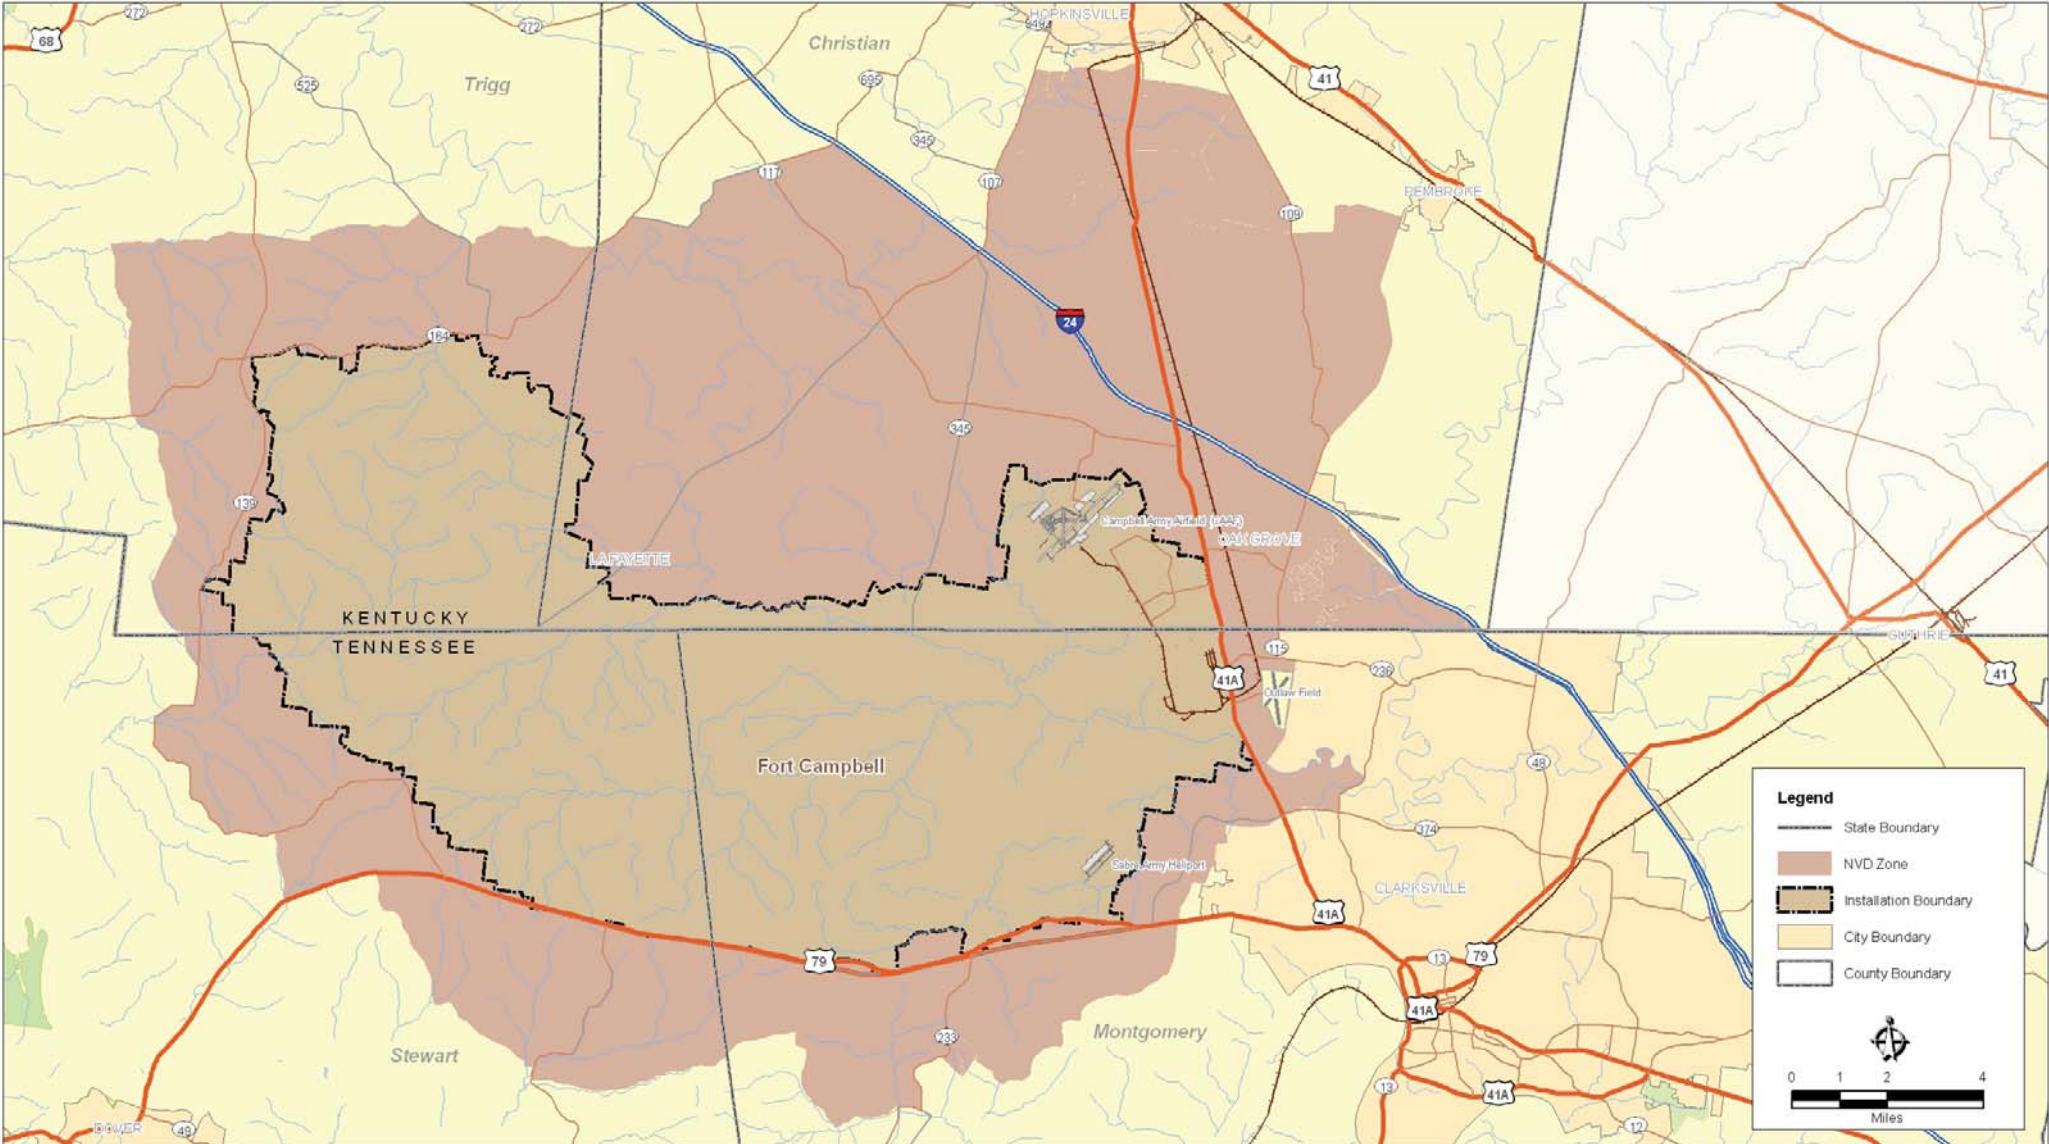 272
68
272
HOPKINSVILLE
Christian
Trigg
525
695
41
345
117
107
PEMBROKE
109
24
164
345
139
Campbell Army Airfield (CAAF)
OAK GROVE
LA FAYETTE
KENTUCKY
TENNESSEE
GUTHRIE
115
236
41A
41
Outlaw Field
48
Fort Campbell
374
Sabre Army Heliport
CLARKSVILLE
41A
79
13
79
41A
233
Montgomery
Stewart
13
41A
DOVER
49
12
Legend
State Boundary
NVD Zone
Installation Boundary
City Boundary
County Boundary
0 1 2 4
Miles